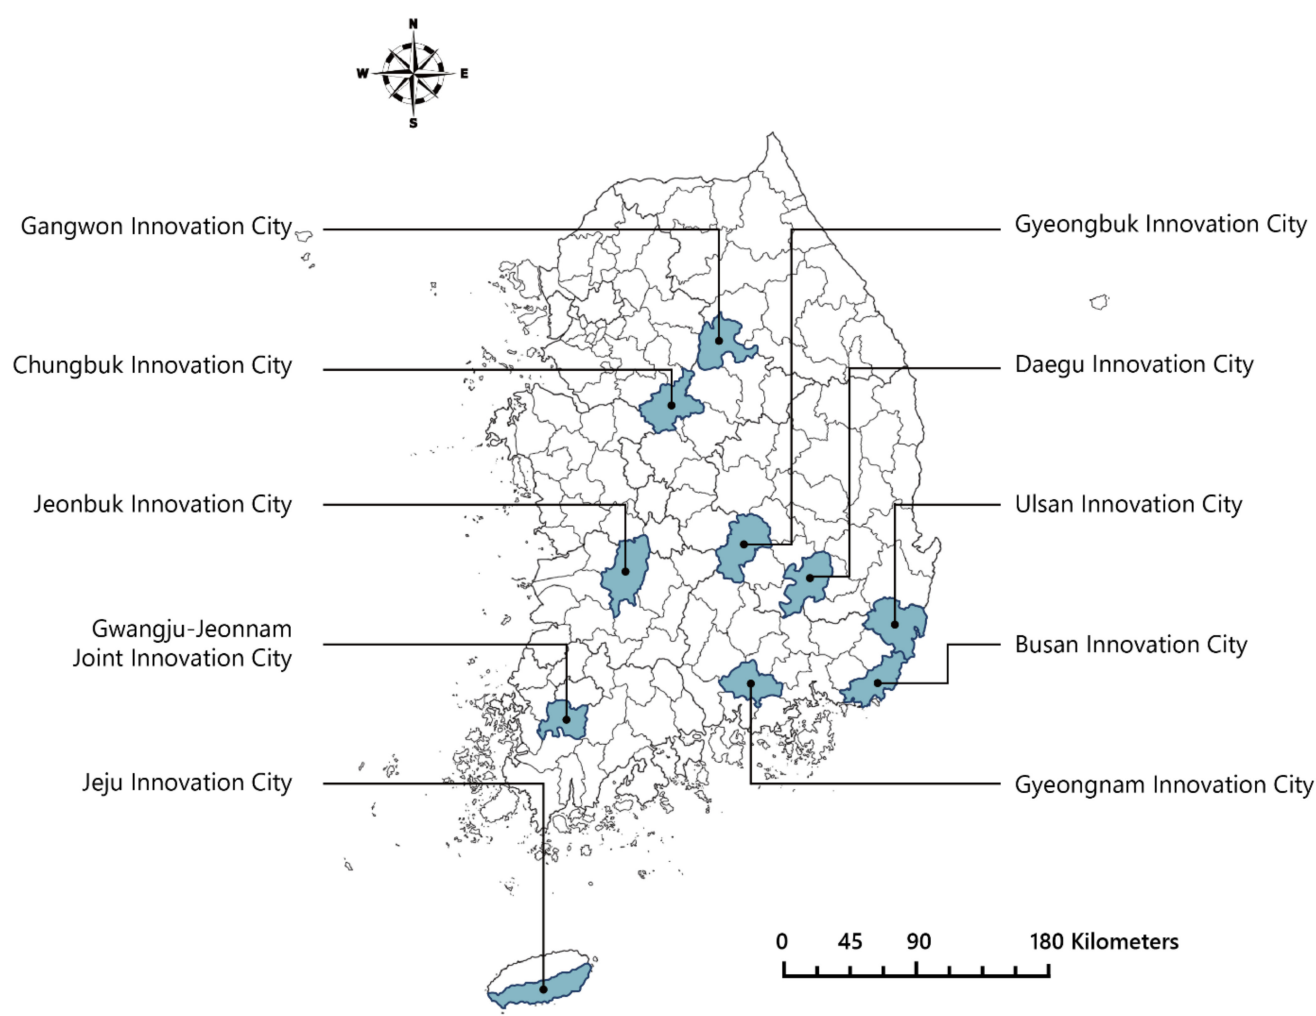 N
W E
S
Gangwon Innovation City
Gyeongbuk Innovation City
Chungbuk Innovation City
Daegu Innovation City
Jeonbuk Innovation City
Ulsan Innovation City
Gwangju-Jeonnam
Joint Innovation City
Busan Innovation City
Jeju Innovation City
Gyeongnam Innovation City
0 45 90 180 Kilometers